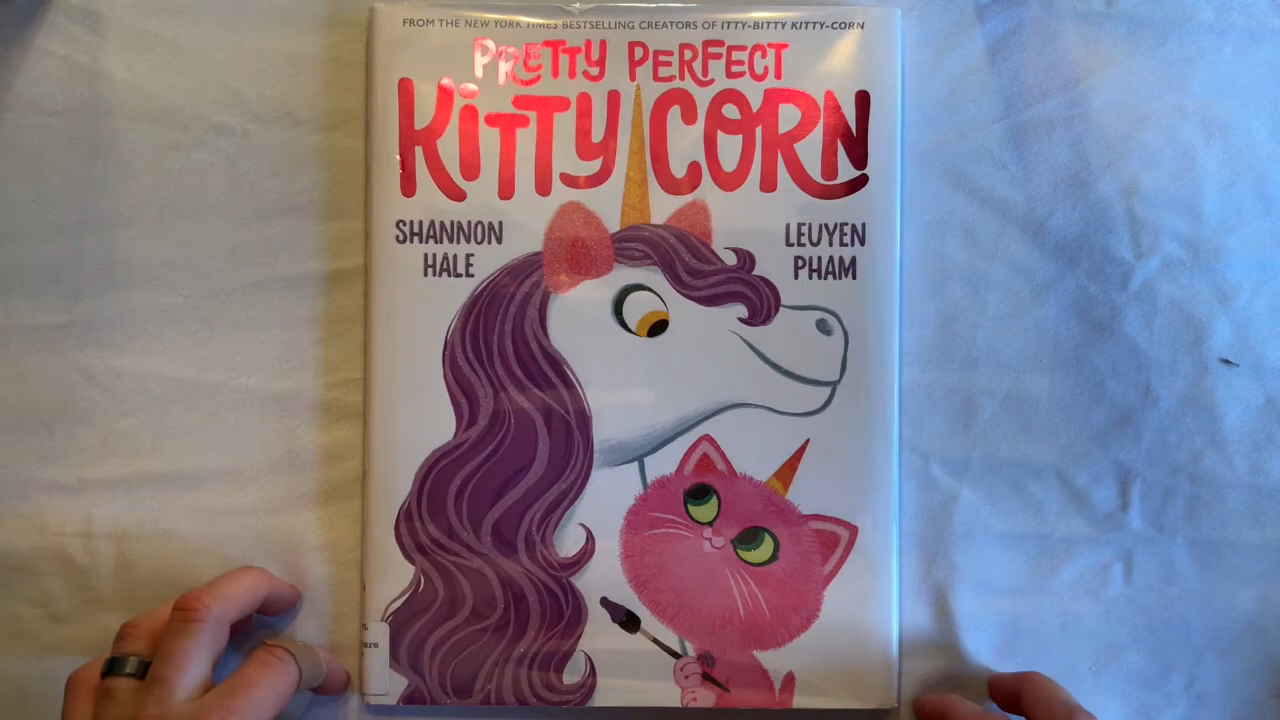 FROM THE NEW YORK TIMES BESTSELLING CREATORS OF ITTY-BITTY KITTY-CORN
PRETTY PERFECT
KiTTY CORN
SHANNON
HALE
LEUYEN
PHAM